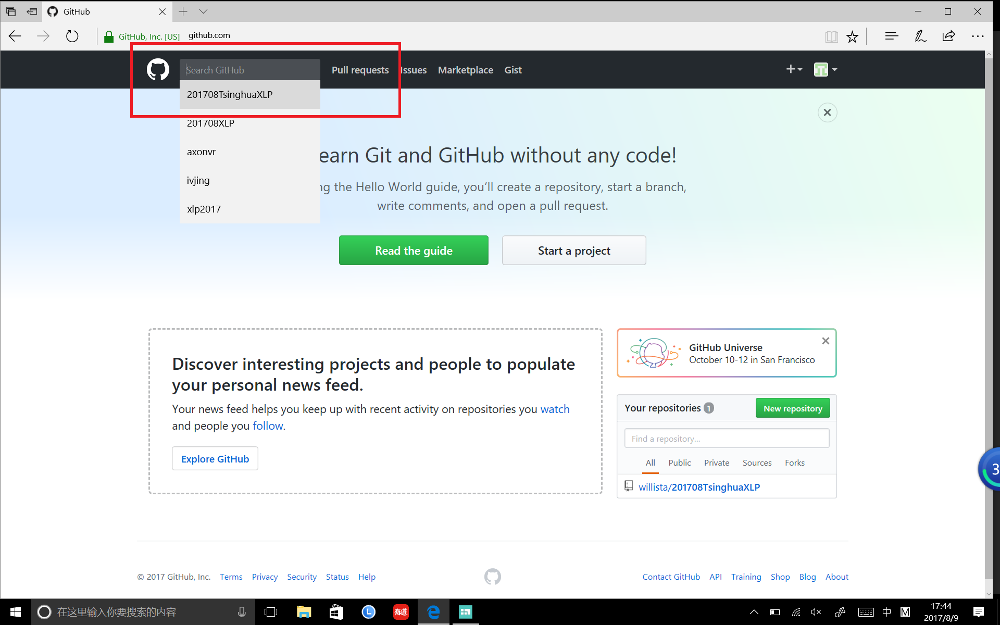 GitHub
GitHub, Inc. [US] github.com
Search GitHub
Pull requests Issues Marketplace Gist
201708TsinghuaXLP
201708XLP
axonvr
ivjing
xlp2017
earn Git and GitHub without any code!
ng the Hello World guide, you’ll create a repository, start a branch,
write comments, and open a pull request.
Read the guide Start a project
Discover interesting projects and people to populate
your personal news feed.
Your news feed helps you keep up with recent activity on repositories you watch
and people you follow.
Explore GitHub
GitHub Universe
October 10-12 in San Francisco
Your repositories 1 New repository
Find a repository...
All Public Private Sources Forks
willista/201708TsinghuaXLP
3
© 2017 GitHub, Inc. Terms Privacy Security Status Help
Contact GitHub API Training Shop Blog About
在这里输入你要搜索的内容
有道
中 M
17:44
2017/8/9